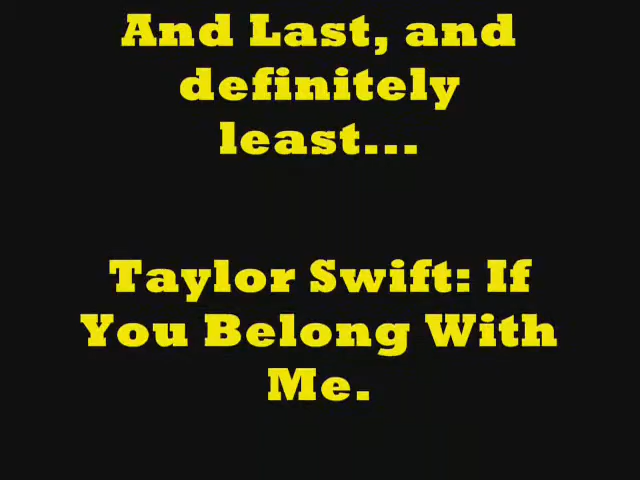 And Last, and
definitely
least...
Taylor Swift: If
You Belong With
Me.